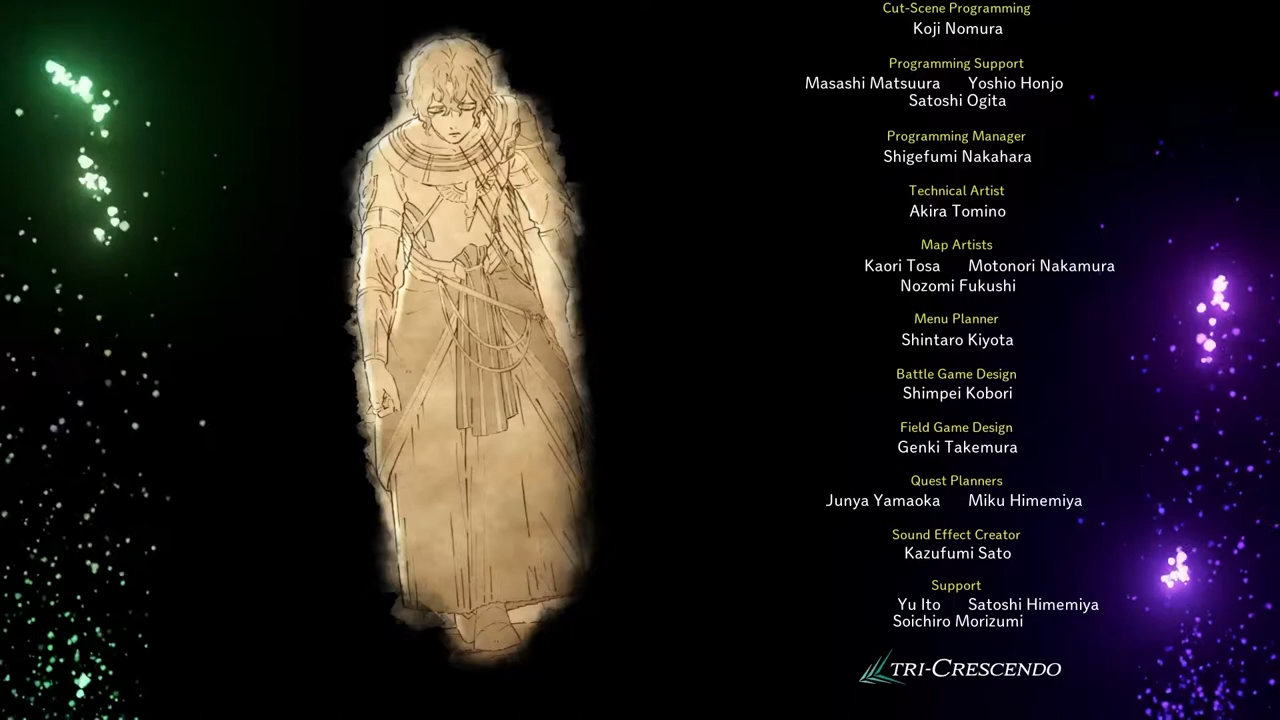 Cut-Scene Programming
Koji Nomura
Programming Support
Masashi Matsuura Yoshio Honjo
Satoshi Ogita
Programming Manager
Shigefumi Nakahara
Technical Artist
Akira Tomino
Map Artists
Kaori Tosa Motonori Nakamura
Nozomi Fukushi
Menu Planner
Shintaro Kiyota
Battle Game Design
Shimpei Kobori
Field Game Design
Genki Takemura
Quest Planners
Junya Yamaoka Miku Himemiya
Sound Effect Creator
Kazufumi Sato
Support
Yu Ito Satoshi Himemiya
Soichiro Morizumi
TRI-CRESCENDO